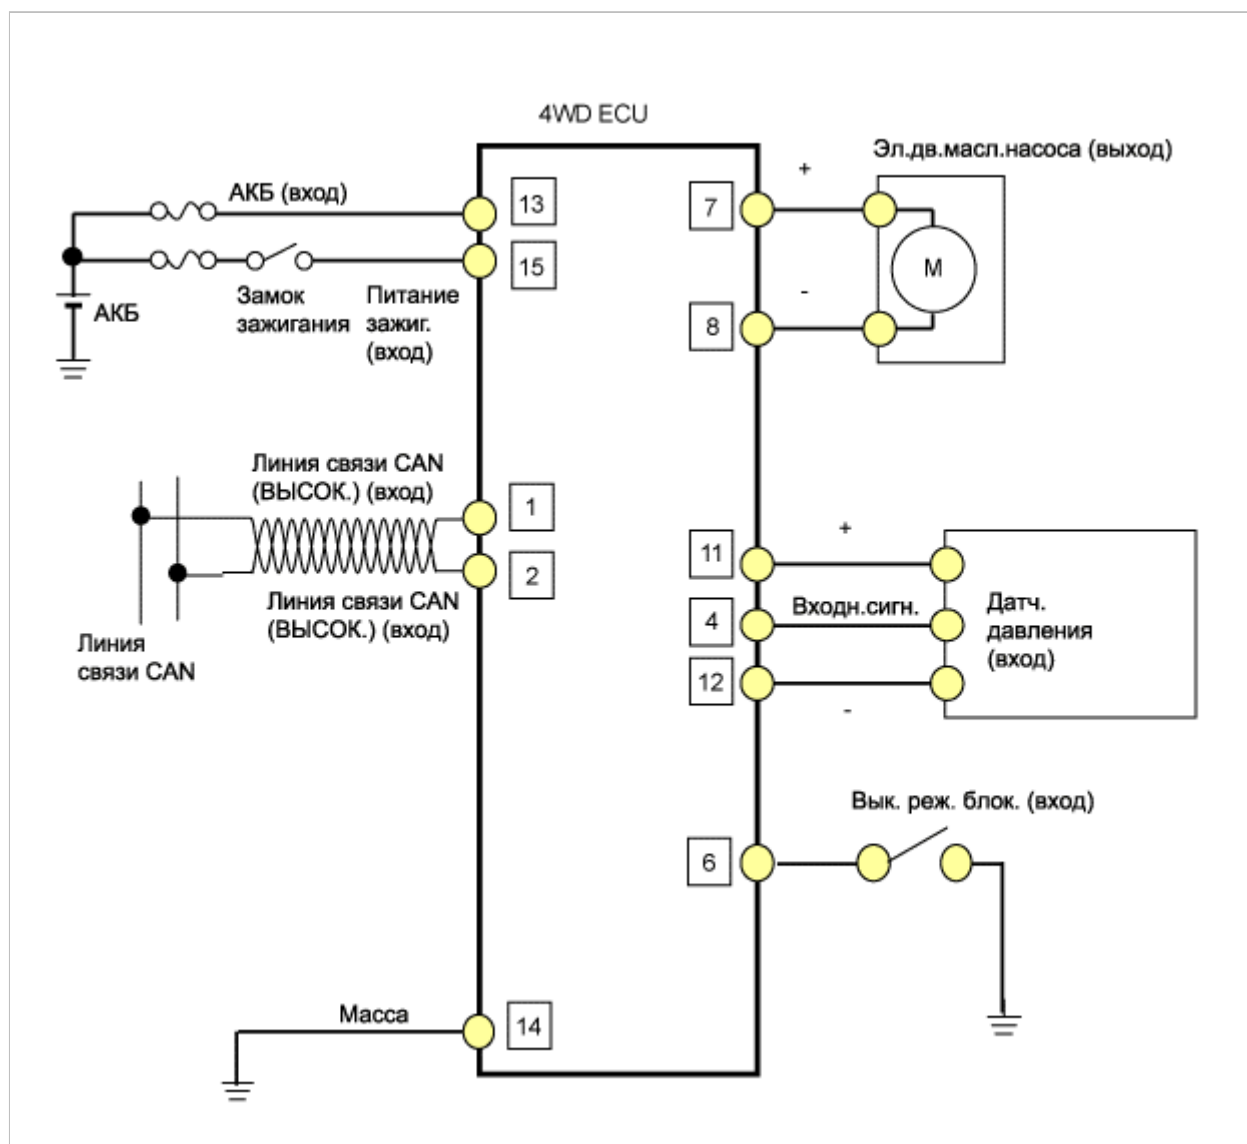 4WD ECU
Эл.дв.масл.насоса (выход)
АКБ (вход)
13
15
АКБ
Замок
зажигания
Питание
зажиг.
(вход)
7
+
-
8
M
Линия связи CAN
(ВЫСОК.) (вход)
1
2
Линия связи CAN
(ВЫСОК.) (вход)
Линия
связи CAN
11
+
4
Входн.сигн.
12
-
Датч.
давления
(вход)
Вык. реж. блок. (вход)
6
Масса
14